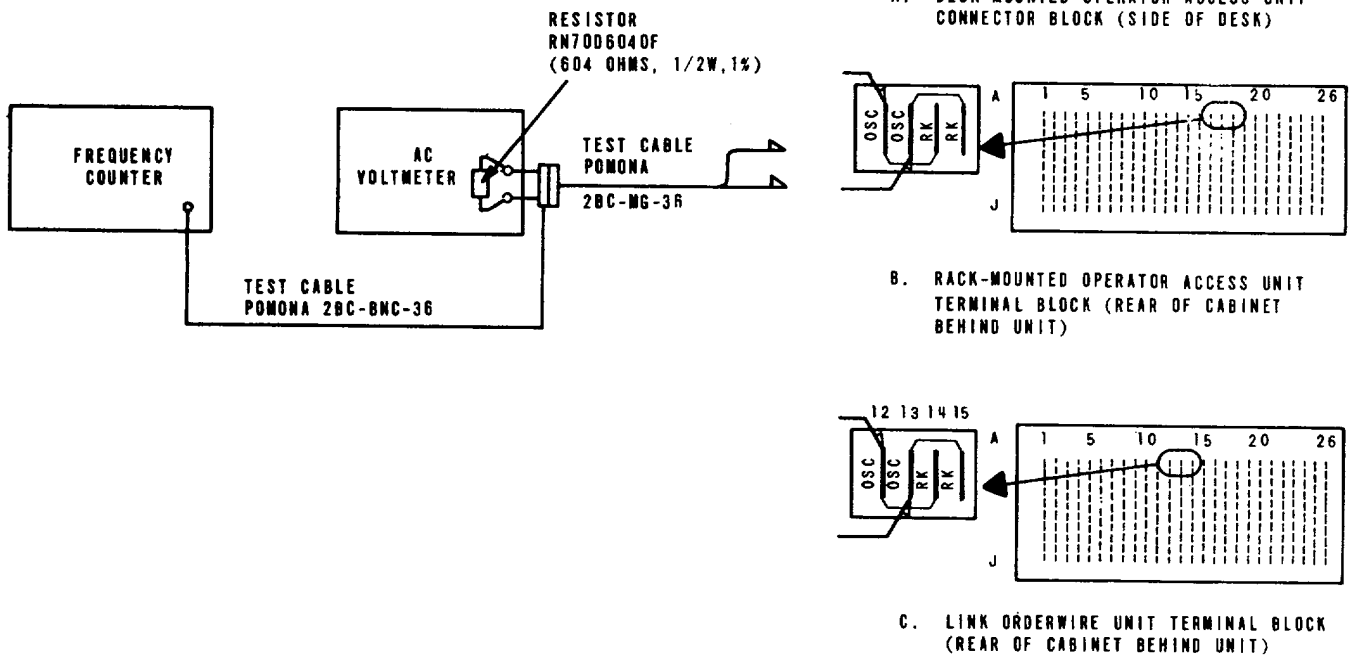 RESISTOR
RN70D6040F
(604 OHMS, 1/2W, 1%)
FREQUENCY
COUNTER
AC
VOLTMETER
TEST CABLE
POMONA
2BC-MG-36
TEST CABLE
POMONA 2BC-BNC-36
CONNECTOR BLOCK (SIDE OF DESK)
OSC
OSC
RK
RK
A
1 5 10 15 20 26
J
B. RACK-MOUNTED OPERATOR ACCESS UNIT
TERMINAL BLOCK (REAR OF CABINET
BEHIND UNIT)
12 13 14 15
OSC
OSC
RK
RK
A
1 5 10 15 20 26
J
C. LINK ORDERWIRE UNIT TERMINAL BLOCK
(REAR OF CABINET BEHIND UNIT)